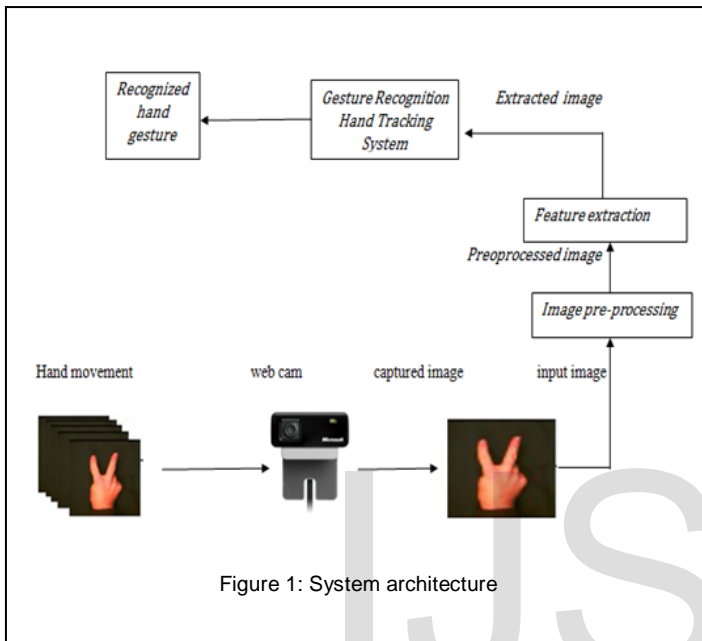 Recognized
hand
gesture
Gesture Recognition
Hand Tracking
System
Extracted image
Feature extraction
Preoprocessed image
Image pre-processing
Hand movement
web cam
captured image
input image
Microsoft
Figure 1: System architecture
IJS